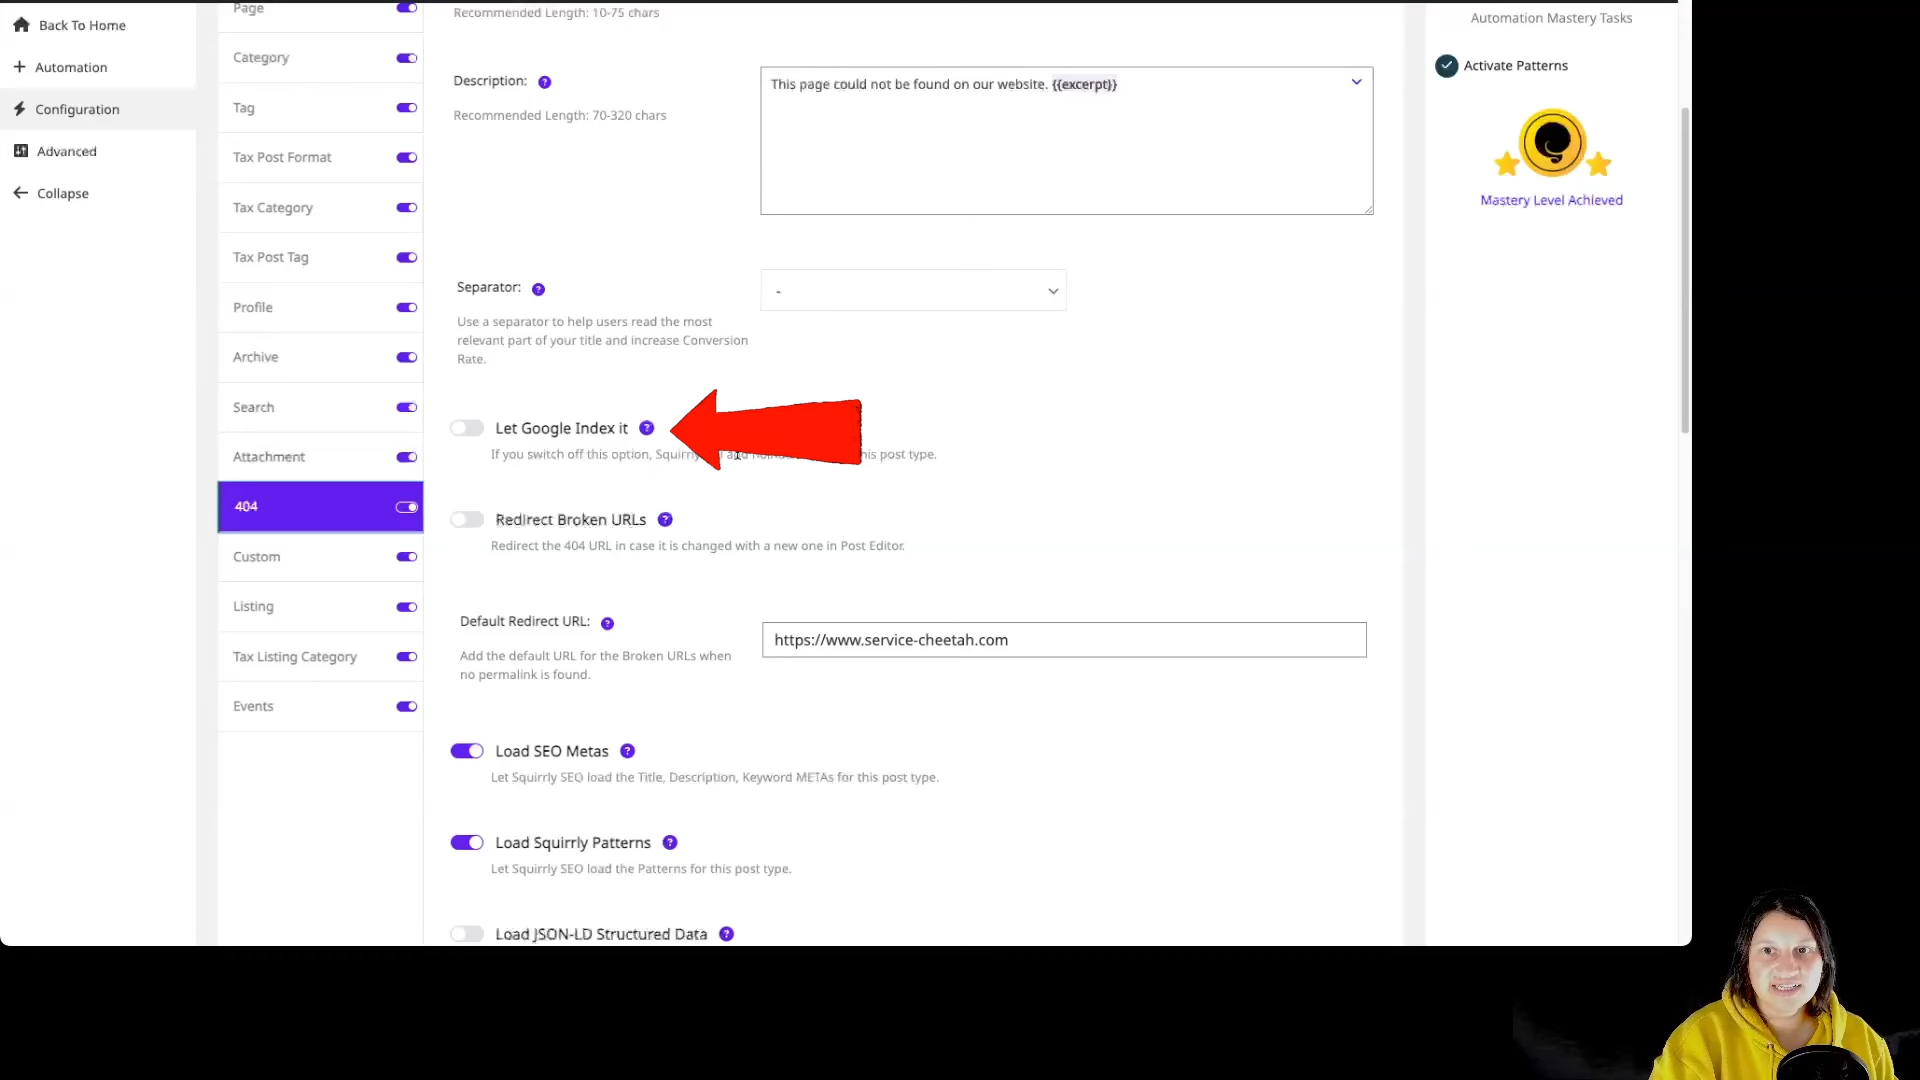 Back To Home
Automation
Configuration
Advanced
Collapse
Page
Category
Tag
Tax Post Format
Tax Category
Tax Post Tag
Profile
Archive
Search
Attachment
404
Custom
Listing
Tax Listing Category
Events
Recommended Length: 10-75 chars
Description: ?
Recommended Length: 70-320 chars
This page could not be found on our website. {{excerpt}}
Separator: ?
-
Use a separator to help users read the most
relevant part of your title and increase Conversion
Rate.
Let Google Index it ?
If you switch off this option, Squirrly and his post type.
Redirect Broken URLs ?
Redirect the 404 URL in case it is changed with a new one in Post Editor.
Default Redirect URL: ?
Add the default URL for the Broken URLs when
no permalink is found.
https://www.service-cheetah.com
Load SEO Metas ?
Let Squirrly SEO load the Title, Description, Keyword METAs for this post type.
Load Squirrly Patterns ?
Let Squirrly SEO load the Patterns for this post type.
Load JSON-LD Structured Data ?
Automation Mastery Tasks
Activate Patterns
Mastery Level Achieved